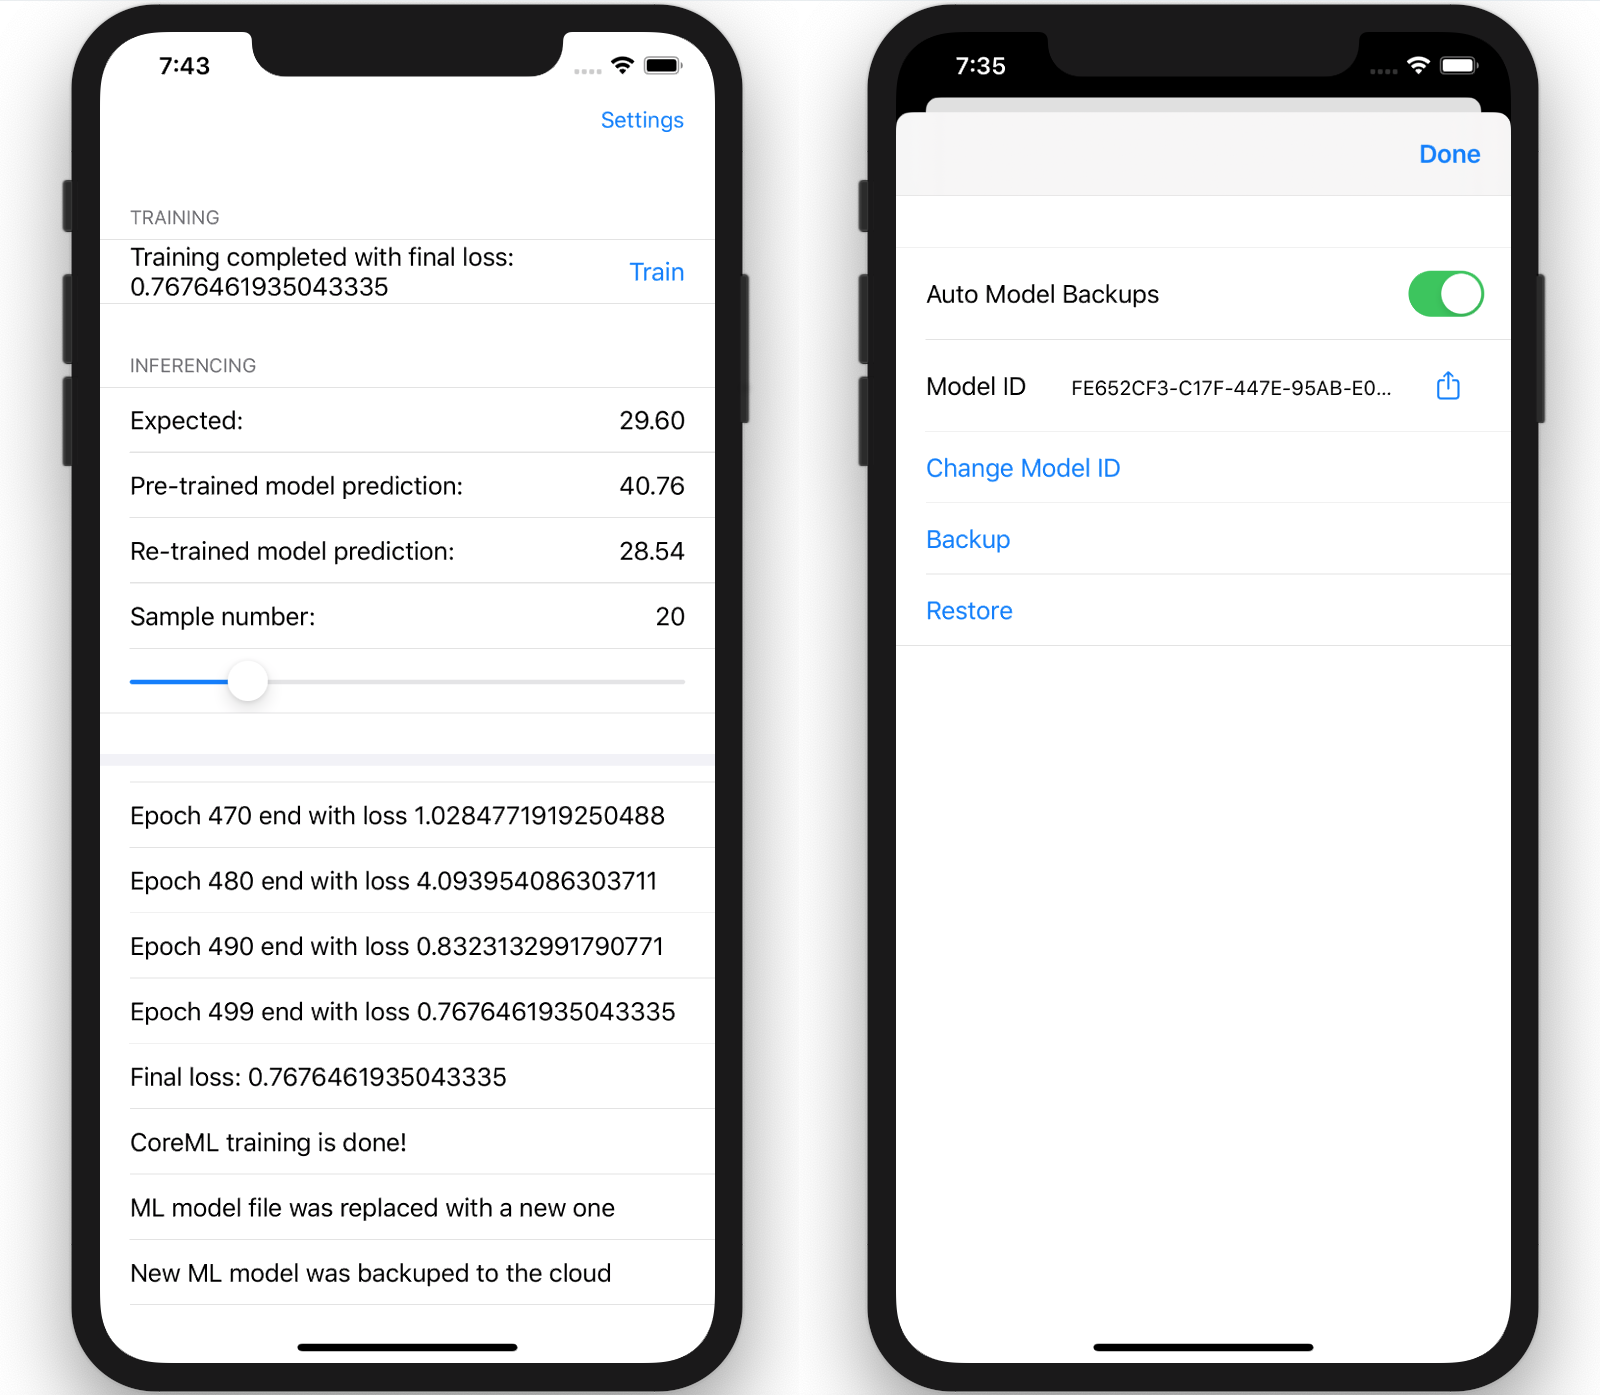 7:43
Settings
TRAINING
Training completed with final loss:
0.7676461935043335
Train
INFERENCING
Expected: 29.60
Pre-trained model prediction: 40.76
Re-trained model prediction: 28.54
Sample number: 20
Epoch 470 end with loss 1.0284771919250488
Epoch 480 end with loss 4.093954086303711
Epoch 490 end with loss 0.8323132991790771
Epoch 499 end with loss 0.7676461935043335
Final loss: 0.7676461935043335
CoreML training is done!
ML model file was replaced with a new one
New ML model was backuped to the cloud
7:35
Done
Auto Model Backups
Model ID FE652CF3-C17F-447E-95AB-E0...
Change Model ID
Backup
Restore